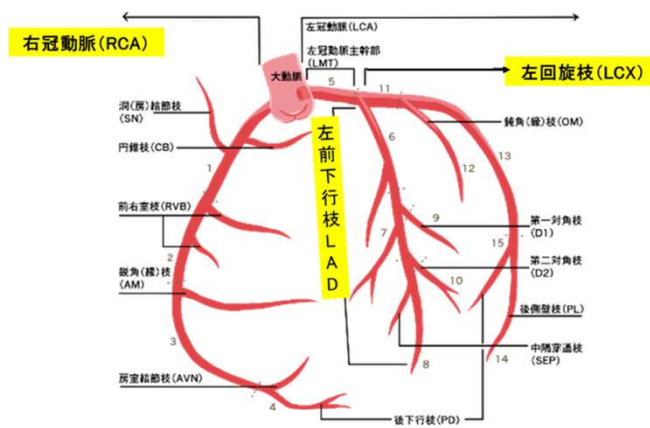 右冠動脈(RCA)
左冠動脈(LCA)
左冠動脈主幹部
(LMT)
大動脈
左回旋枝(LCX)
5
11
洞(房)結節枝
(SN)
鈍角(縁)枝(OM)
円錐枝(CB)
左前下行枝LAD
6
13
1
12
前右室枝(RVB)
9
第一対角枝
(D1)
7
15
2
第二対角枝
(D2)
10
鋭角(縁)枝
(AM)
後側壁枝(PL)
3
中隔穿通枝
(SEP)
14
8
房室結節枝(AVN)
4
後下行枝(PD)